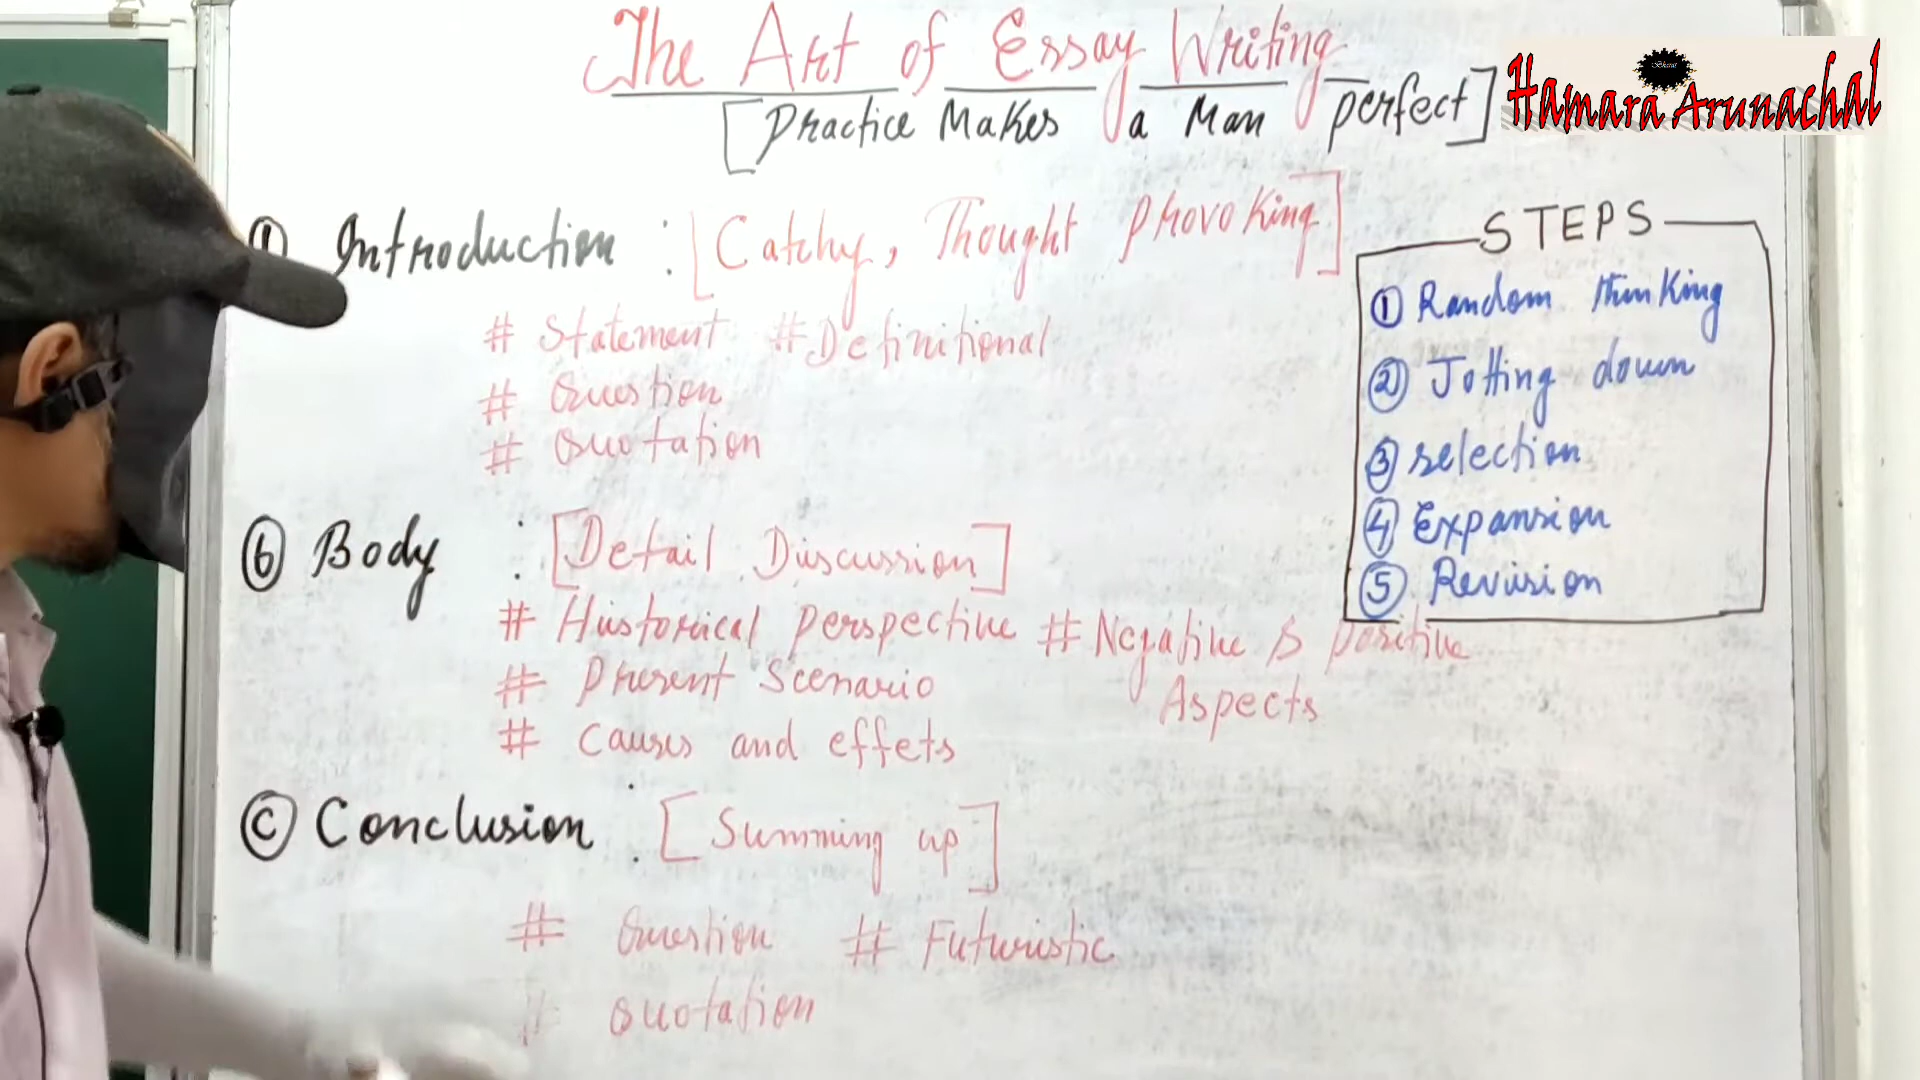 The Art of Essay Writing
[Practice Makes a Man perfect]
Hamara Arunachal
Introduction : [Catchy, Thought provoking]
# Statement # Definitional
# Question
# Quotation
STEPS
① Random thinking
② Jotting down
③ selection
④ Expansion
⑤ Revision
ⓑ Body : [Detail Discussion]
# Historical perspective # Negative & positive
Aspects
# Present Scenario
# Causes and effets
ⓒ Conclusion : [Summing up]
# Question # Futuristic
# Quotation